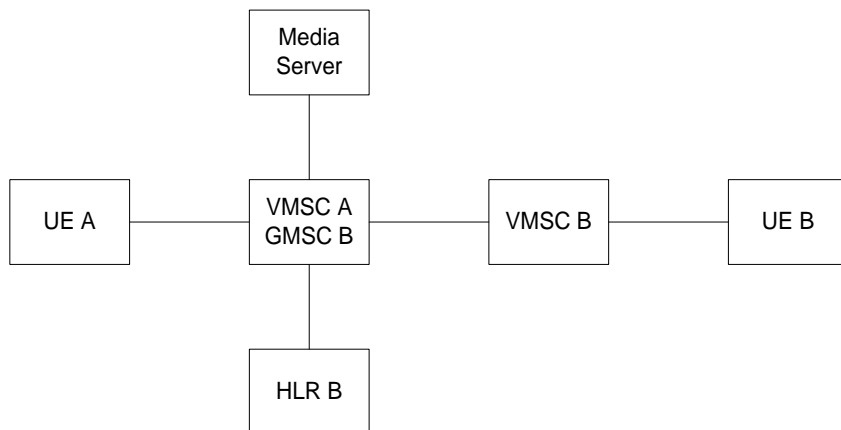 Media
Server
UE A
VMSC A
GMSC B
VMSC B
UE B
HLR B